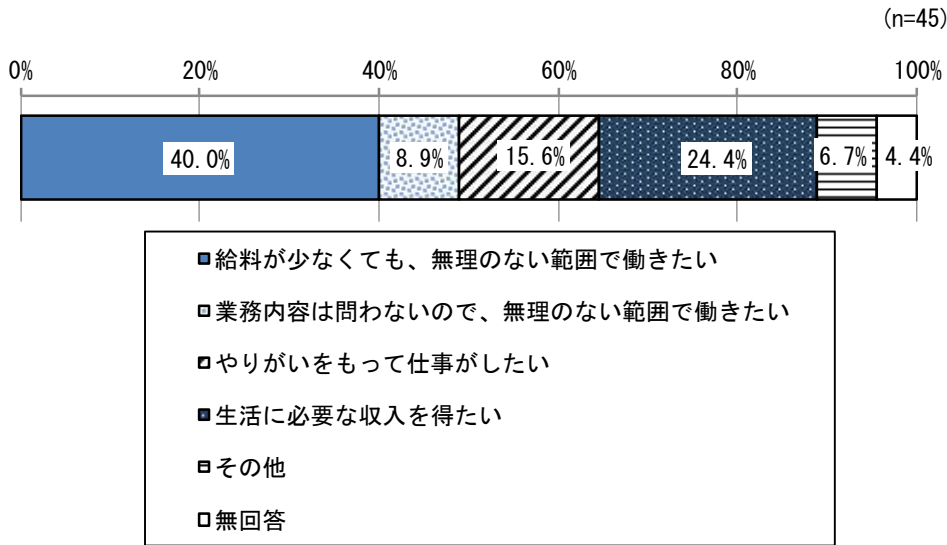 (n=45)
0% 20% 40% 60% 80% 100%
40.0% 8.9% 15.6% 24.4% 6.7% 4.4%
給料が少なくても、無理のない範囲で働きたい
業務内容は問わないので、無理のない範囲で働きたい
やりがいをもって仕事がしたい
生活に必要な収入を得たい
その他
無回答